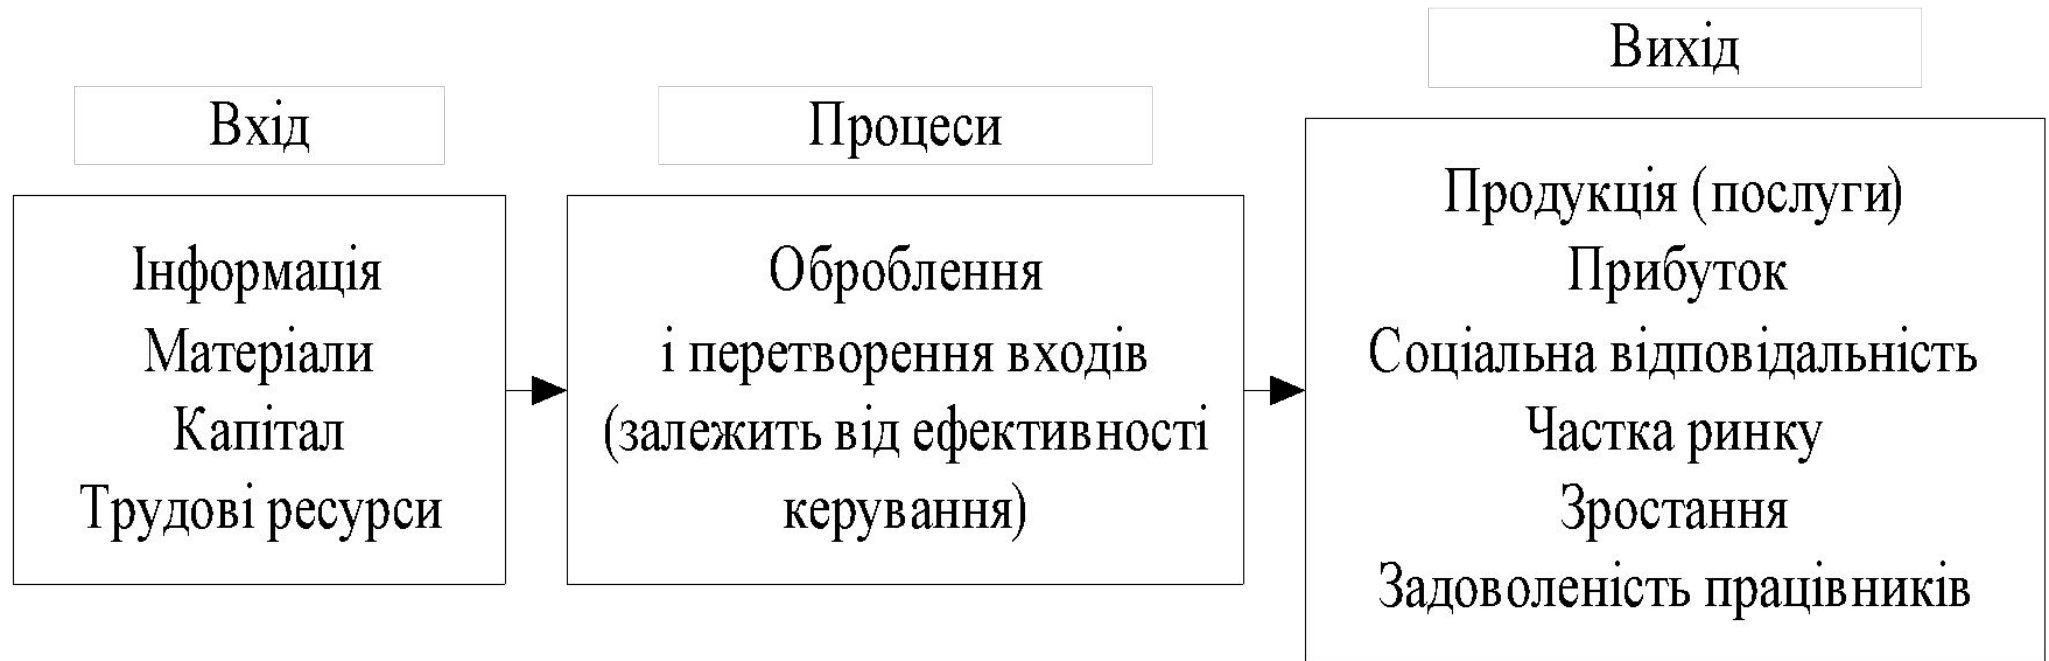 Вхід
Інформація
Матеріали
Капітал
Трудові ресурси
Процеси
Оброблення
і перетворення входів
(залежить від ефективності
керування)
Вихід
Продукція (послуги)
Прибуток
Соціальна відповідальність
Частка ринку
Зростання
Задоволеність працівників